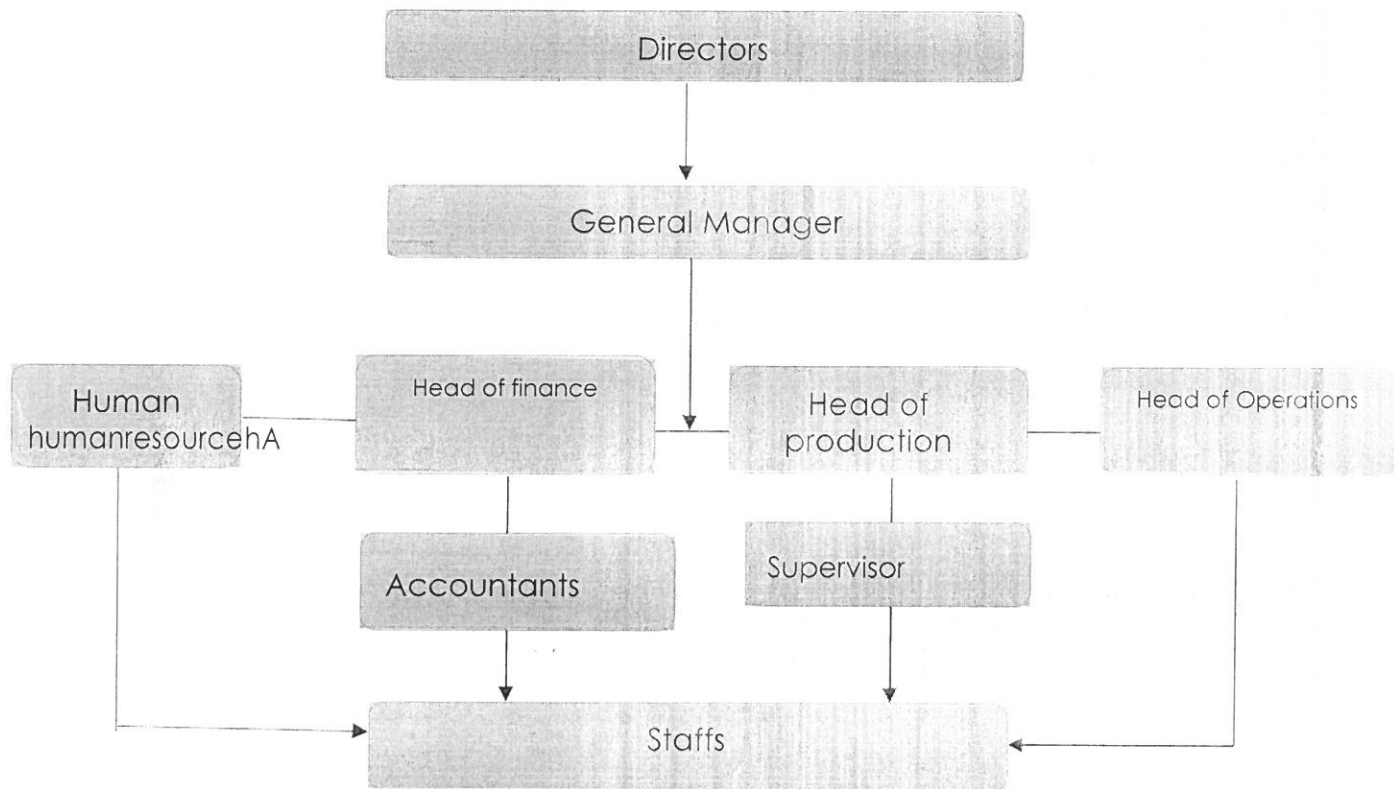 Directors
General Manager
Human
humanresourcehA
Head of finance
Head of
production
Head of Operations
Accountants
Supervisor
Staffs